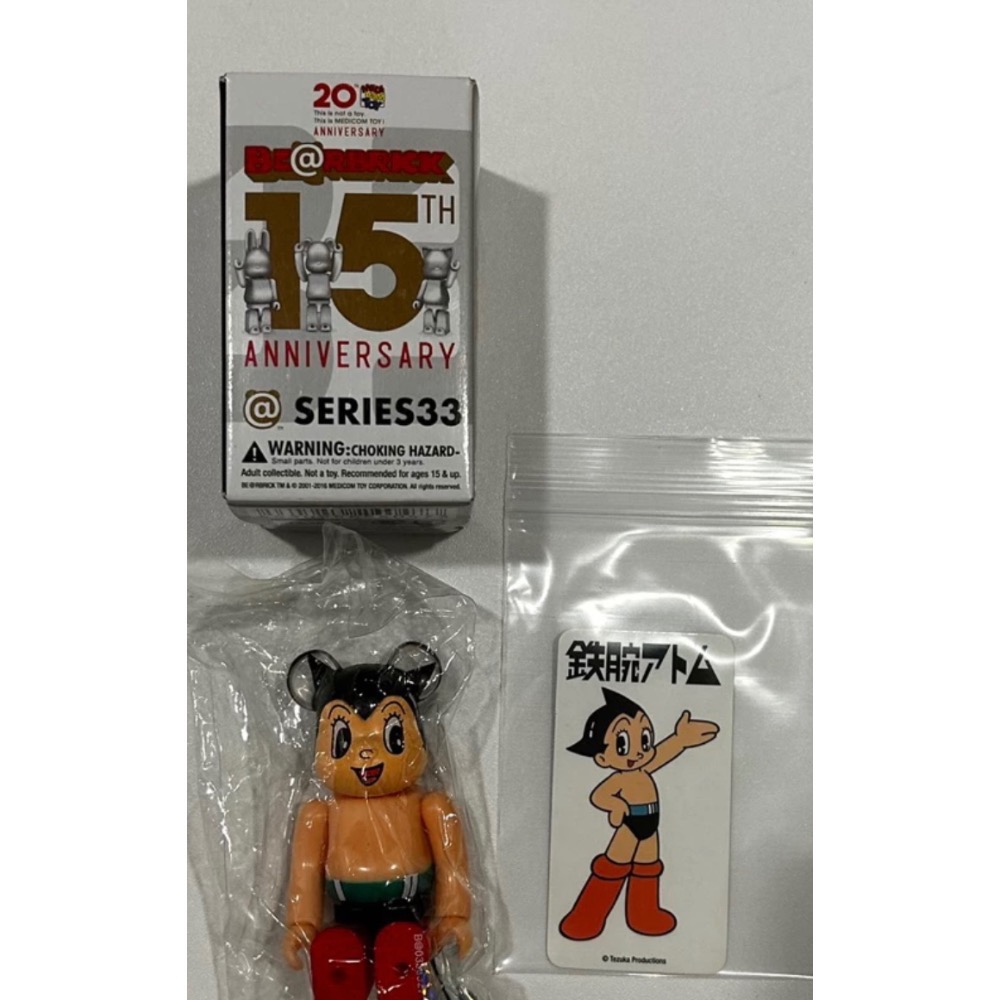 20th
MEDICOM TOY
This is not a toy
This is MEDICOM TOY!
ANNIVERSARY
BE@RBRICK
15TH
ANNIVERSARY
@ SERIES33
WARNING:CHOKING HAZARD-
Small parts. Not for children under 3 years.
Adult collectible. Not a toy. Recommended for ages 15 & up.
BE@RBRICK TM & © 2001-2016 MEDICOM TOY CORPORATION. All rights reserved.
鉄腕アトム
© Tezuka Productions